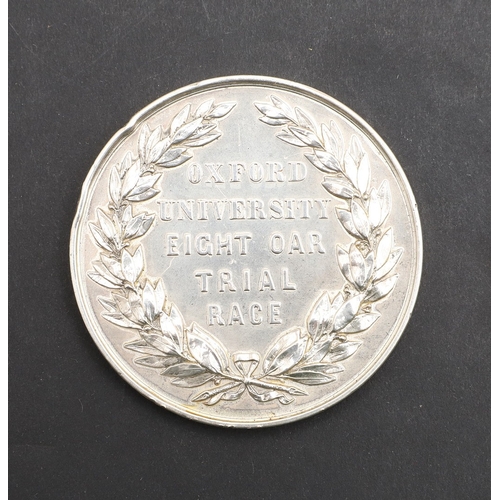 OXFORD
UNIVERSITY
EIGHT OAR
TRIAL
RACE